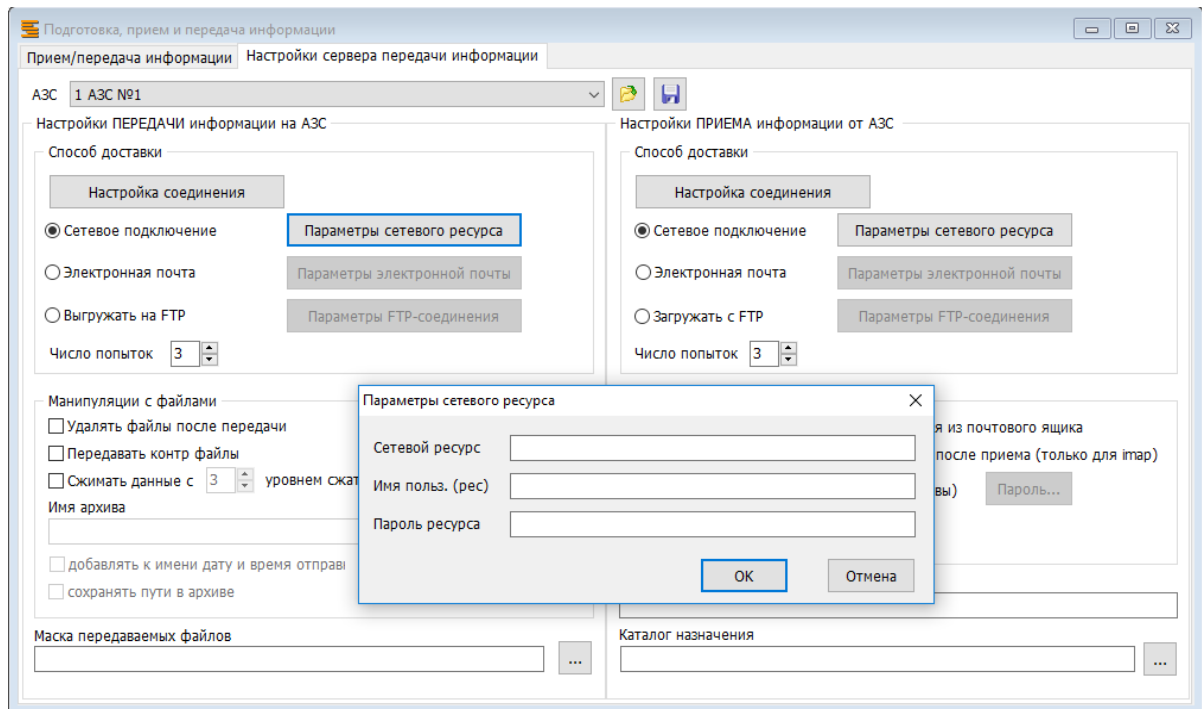 Подготовка, прием и передача информации
Прием/передача информации Настройки сервера передачи информации
АЗС 1 АЗС №1
Настройки ПЕРЕДАЧИ информации на АЗС
Способ доставки
Настройка соединения
Сетевое подключение Параметры сетевого ресурса
Электронная почта Параметры электронной почты
Выгружать на FTP Параметры FTP-соединения
Число попыток 3
Манипуляции с файлами
Удалять файлы после передачи
Передавать контр файлы
Сжимать данные с 3 уровнем сжат
Имя архива
добавлять к имени дату и время отправ
сохранять пути в архиве
Маска передаваемых файлов
...
Настройки ПРИЕМА информации от АЗС
Способ доставки
Настройка соединения
Сетевое подключение Параметры сетевого ресурса
Электронная почта Параметры электронной почты
Загружать с FTP Параметры FTP-соединения
Число попыток 3
я из почтового ящика
после приема (только для imap)
вы) Пароль...
Каталог назначения
...
Параметры сетевого ресурса
Сетевой ресурс
Имя польз. (рес)
Пароль ресурса
OK Отмена